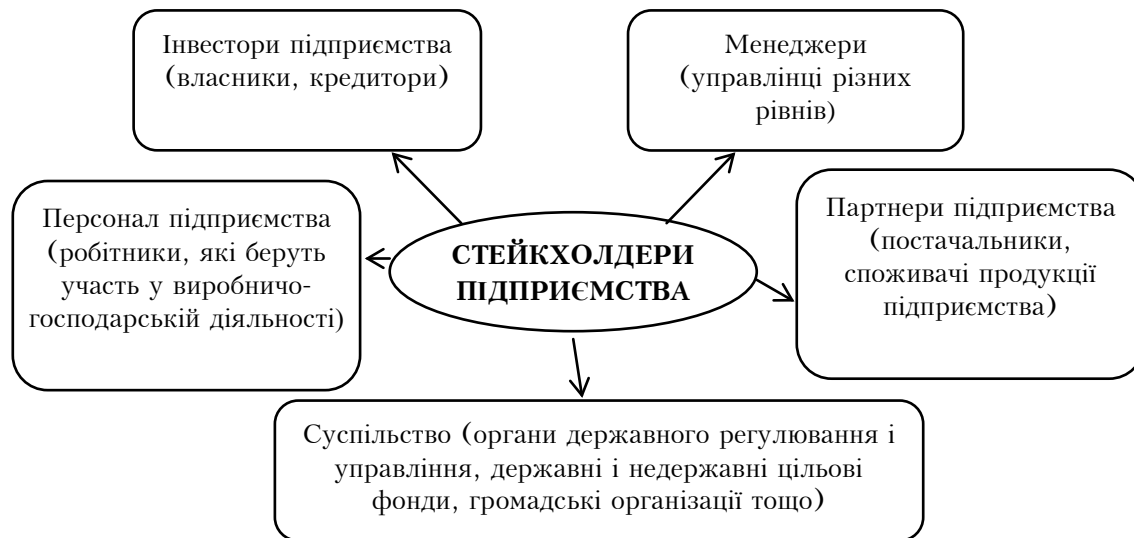 Інвестори підприємства
(власники, кредитори)
Менеджери
(управлінці різних
рівнів)
Персонал підприємства
(робітники, які беруть
участь у виробничо-
господарській діяльності)
СТЕЙКХОЛДЕРИ
ПІДПРИЄМСТВА
Партнери підприємства
(постачальники,
споживачі продукції
підприємства)
Суспільство (органи державного регулювання і
управління, державні і недержавні цільові
фонди, громадські організації тощо)